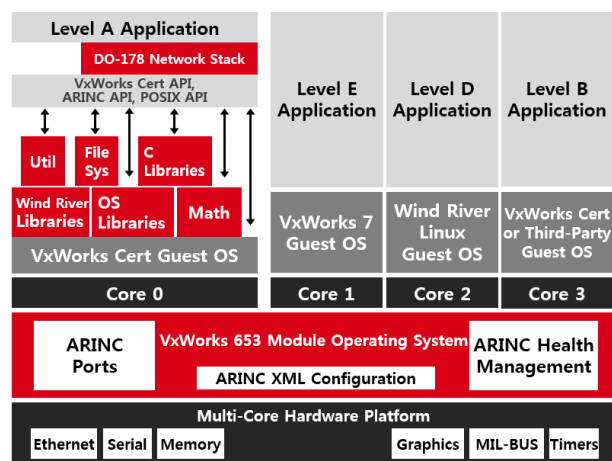 Level A Application
DO-178 Network Stack
VxWorks Cert API,
ARINC API, POSIX API
Util
File
Sys
C
Libraries
Wind River
Libraries
OS
Libraries
Math
VxWorks Cert Guest OS
Core 0
Level E
Application
VxWorks 7
Guest OS
Core 1
Level D
Application
Wind River
Linux
Guest OS
Core 2
Level B
Application
VxWorks Cert
or Third-Party
Guest OS
Core 3
VxWorks 653 Module Operating System
ARINC
Ports
ARINC XML Configuration
ARINC Health
Management
Multi-Core Hardware Platform
Ethernet
Serial
Memory
Graphics
MIL-BUS
Timers